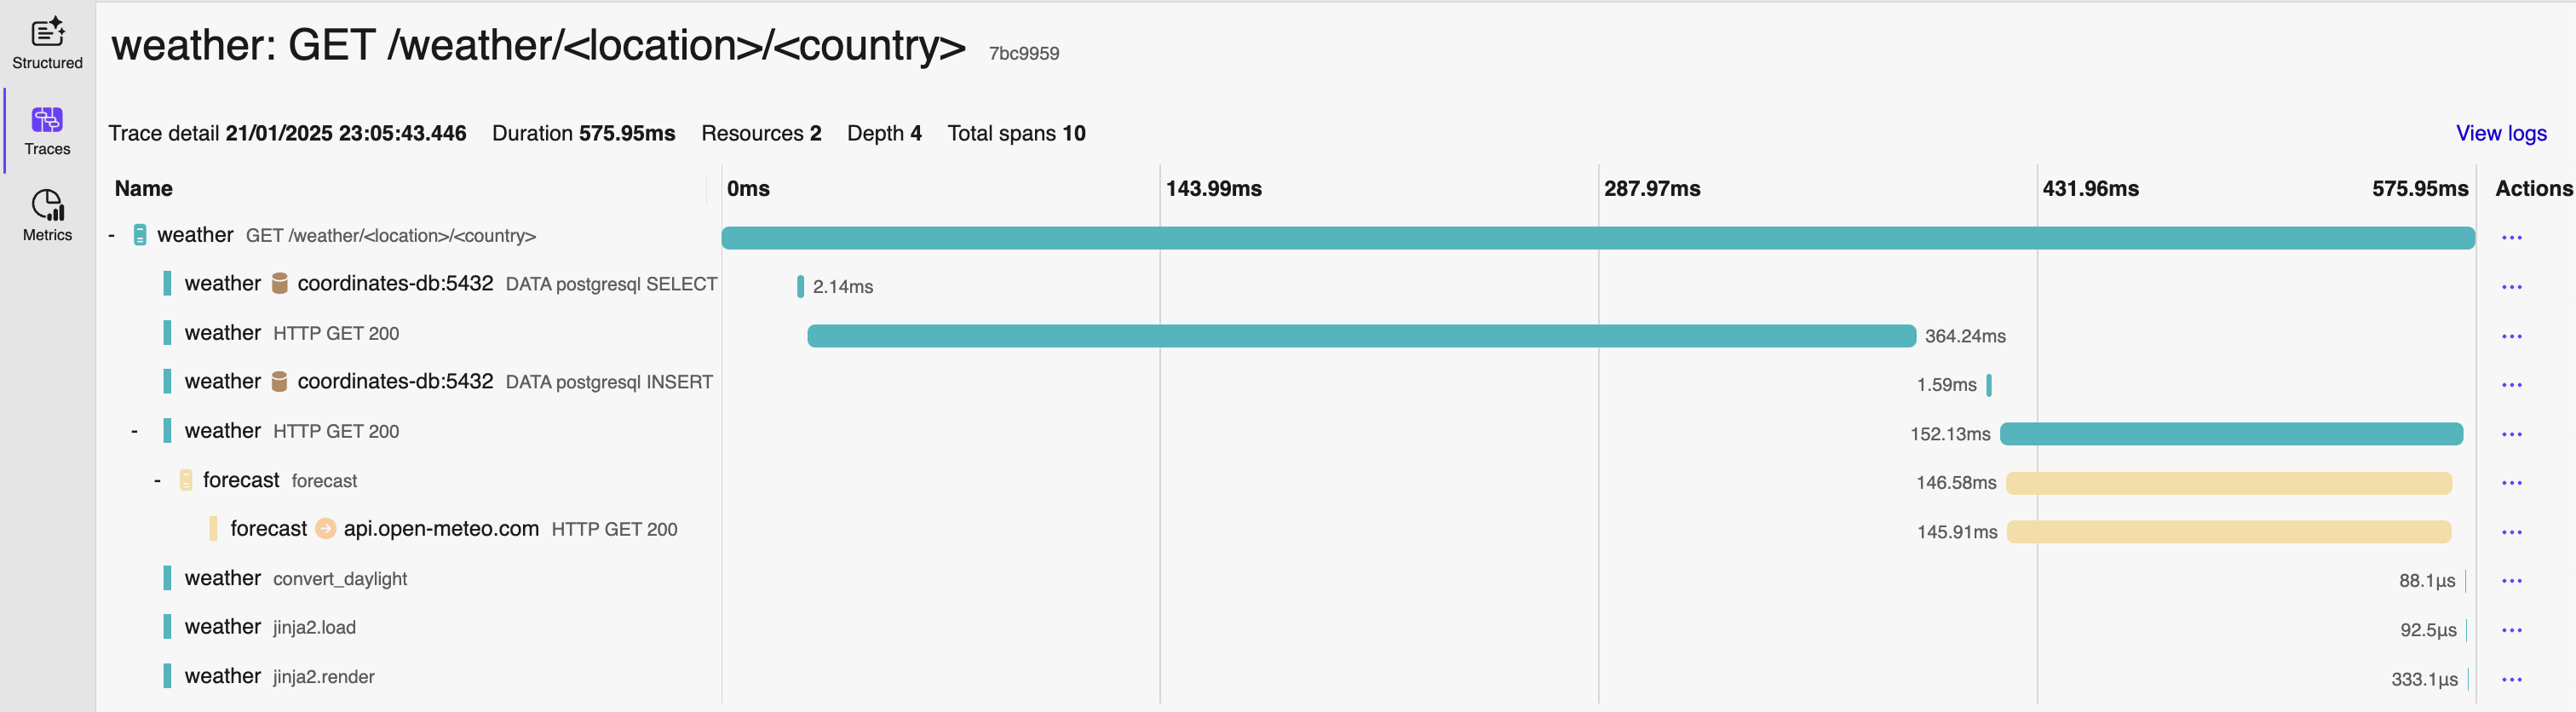 Structured
Traces
Metrics
weather: GET /weather/<location>/<country> 7bc9959
Trace detail 21/01/2025 23:05:43.446 Duration 575.95ms Resources 2 Depth 4 Total spans 10 View logs
Name 0ms 143.99ms 287.97ms 431.96ms 575.95ms Actions
- weather GET /weather/<location>/<country> ...
weather coordinates-db:5432 DATA postgresql SELECT 2.14ms ...
weather HTTP GET 200 364.24ms ...
weather coordinates-db:5432 DATA postgresql INSERT 1.59ms ...
- weather HTTP GET 200 152.13ms ...
- forecast forecast 146.58ms ...
forecast api.open-meteo.com HTTP GET 200 145.91ms ...
weather convert_daylight 88.1µs ...
weather jinja2.load 92.5µs ...
weather jinja2.render 333.1µs ...